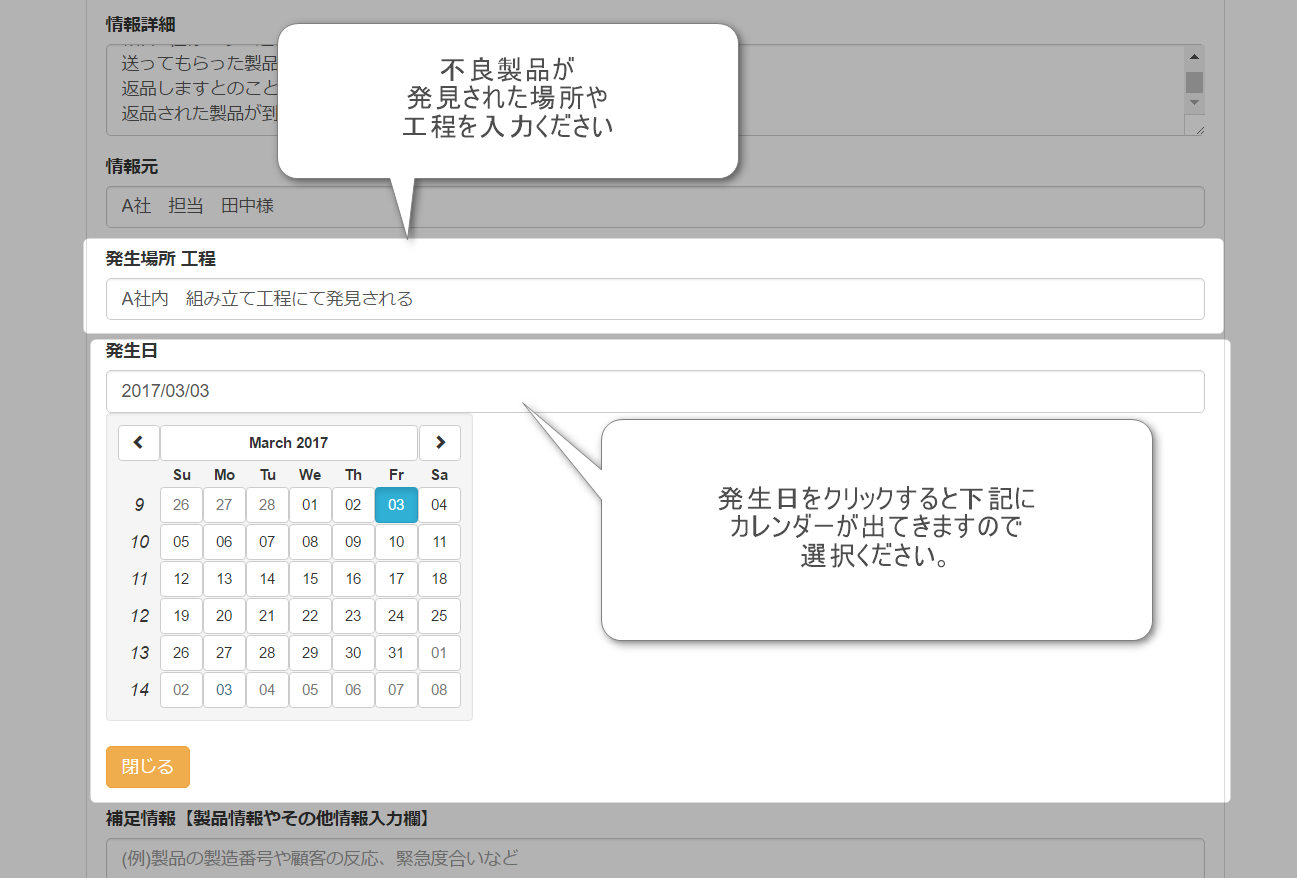 情報詳細
送ってもらった製品
返品しますとのこと
返品された製品が到
不良製品が
発見された場所や
工程を入力ください
情報元
A社　担当　田中様
発生場所 工程
A社内　組み立て工程にて発見される
発生日
2017/03/03
March 2017
Su Mo Tu We Th Fr Sa
9 26 27 28 01 02 03 04
10 05 06 07 08 09 10 11
11 12 13 14 15 16 17 18
12 19 20 21 22 23 24 25
13 26 27 28 29 30 31 01
14 02 03 04 05 06 07 08
発生日をクリックすると下記に
カレンダーが出てきますので
選択ください。
閉じる
補足情報【製品情報やその他情報入力欄】
(例)製品の製造番号や顧客の反応、緊急度合いなど